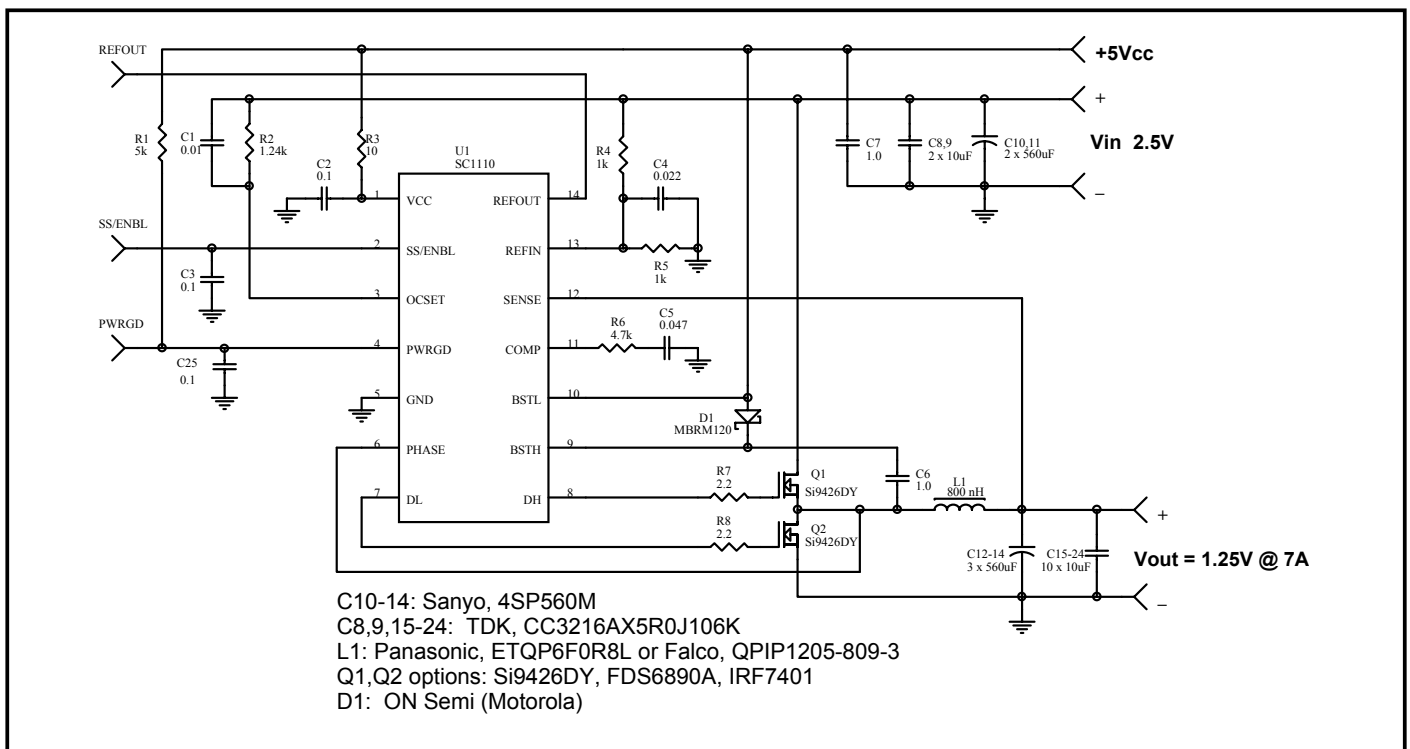 REFOUT
+5Vcc
+
Vin 2.5V
–
R1
5k
C1
0.01
R2
1.24k
R3
10
C2
0.1
U1
SC1110
R4
1k
C4
0.022
C7
1.0
C8,9
2 x 10uF
C10,11
2 x 560uF
1
VCC
REFOUT
14
SS/ENBL
2
SS/ENBL
REFIN
13
R5
1k
C3
0.1
3
OCSET
SENSE
12
PWRGD
4
PWRGD
COMP
11
R6
4.7k
C5
0.047
C25
0.1
5
GND
BSTL
10
D1
MBRM120
6
PHASE
BSTH
9
7
DL
DH
8
R7
2.2
Q1
Si9426DY
C6
1.0
L1
800 nH
R8
2.2
Q2
Si9426DY
C12-14
3 x 560uF
C15-24
10 x 10uF
+
Vout = 1.25V @ 7A
–
C10-14: Sanyo, 4SP560M
C8,9,15-24: TDK, CC3216AX5R0J106K
L1: Panasonic, ETQP6F0R8L or Falco, QPIP1205-809-3
Q1,Q2 options: Si9426DY, FDS6890A, IRF7401
D1: ON Semi (Motorola)